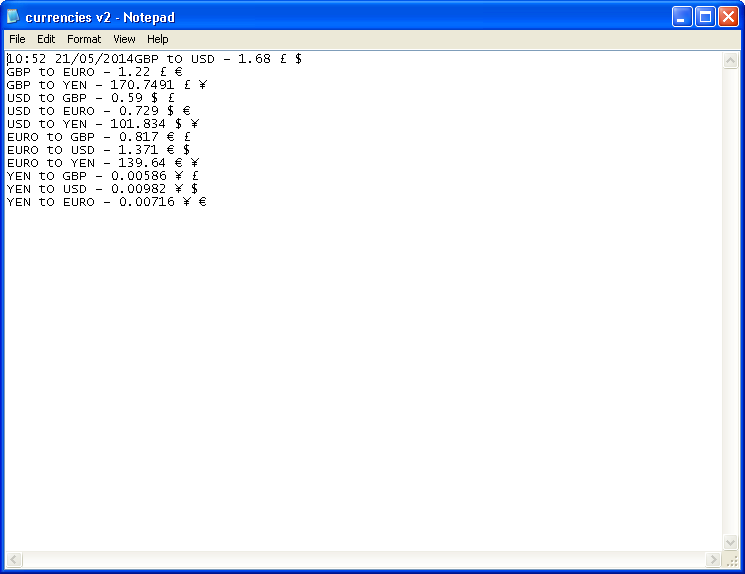 currencies v2 - Notepad
File Edit Format View Help
10:52 21/05/2014GBP to USD - 1.68 £ $
GBP to EURO - 1.22 £ €
GBP to YEN - 170.7491 £ ¥
USD to GBP - 0.59 $ £
USD to EURO - 0.729 $ €
USD to YEN - 101.834 $ ¥
EURO to GBP - 0.817 € £
EURO to USD - 1.371 € $
EURO to YEN - 139.64 € ¥
YEN to GBP - 0.00586 ¥ £
YEN to USD - 0.00982 ¥ $
YEN to EURO - 0.00716 ¥ €